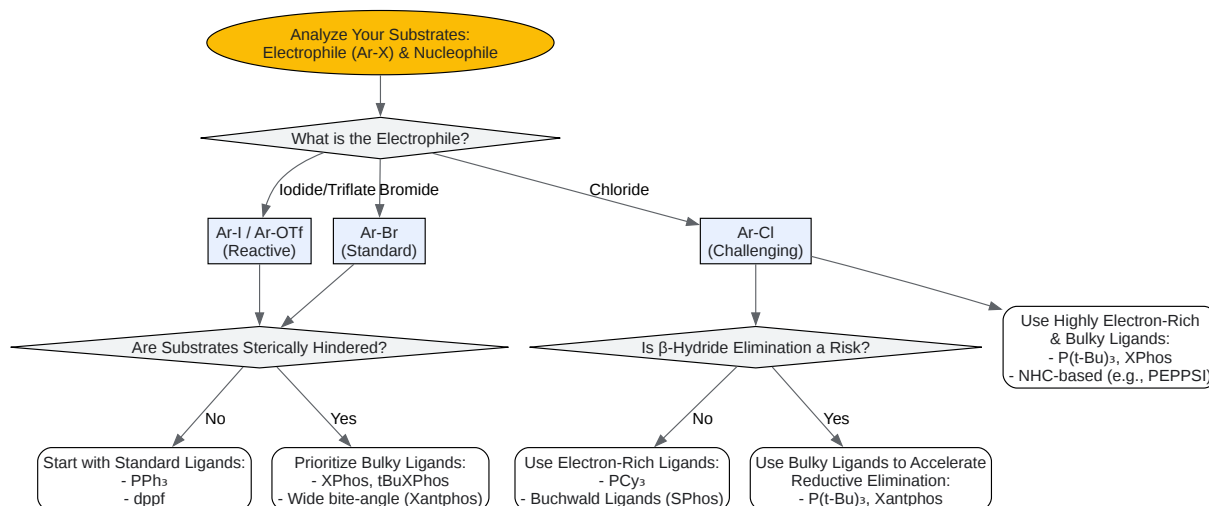 Analyze Your Substrates:
Electrophile (Ar-X) & Nucleophile
What is the Electrophile?
Iodide/Triflate
Bromide
Chloride
Ar-I / Ar-OTf
(Reactive)
Ar-Br
(Standard)
Ar-Cl
(Challenging)
Are Substrates Sterically Hindered?
Is β-Hydride Elimination a Risk?
Use Highly Electron-Rich
& Bulky Ligands:
- P(t-Bu)₃, XPhos
- NHC-based (e.g., PEPPSI)
No
Yes
No
Yes
Start with Standard Ligands:
- PPh₃
- dppf
Prioritize Bulky Ligands:
- XPhos, tBuXPhos
- Wide bite-angle (Xantphos)
Use Electron-Rich Ligands:
- PCy₃
- Buchwald Ligands (SPhos)
Use Bulky Ligands to Accelerate
Reductive Elimination:
- P(t-Bu)₃, Xantphos